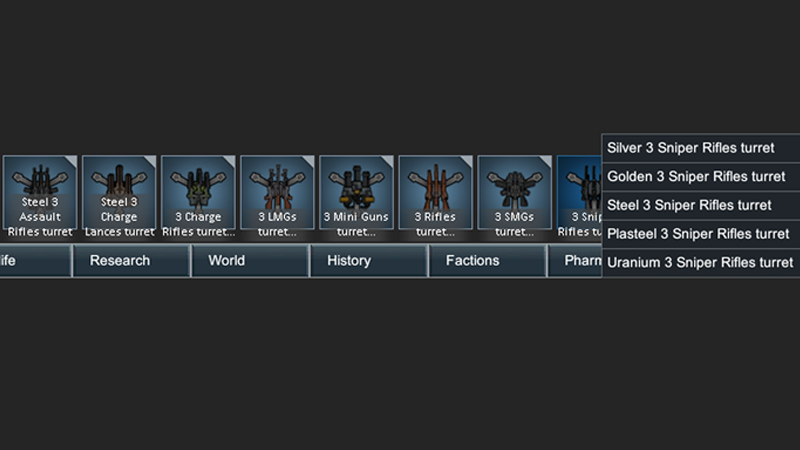 Steel 3
Assault
Rifles turret
Steel 3
Charge
Lances turret
3 Charge
Rifles turret...
3 LMGs
turret...
3 Mini Guns
turret...
3 Rifles
turret...
3 SMGs
turret...
3 Snip
Rifles tu
Silver 3 Sniper Rifles turret
Golden 3 Sniper Rifles turret
Steel 3 Sniper Rifles turret
Plasteel 3 Sniper Rifles turret
Uranium 3 Sniper Rifles turret
ife
Research
World
History
Factions
Pharm